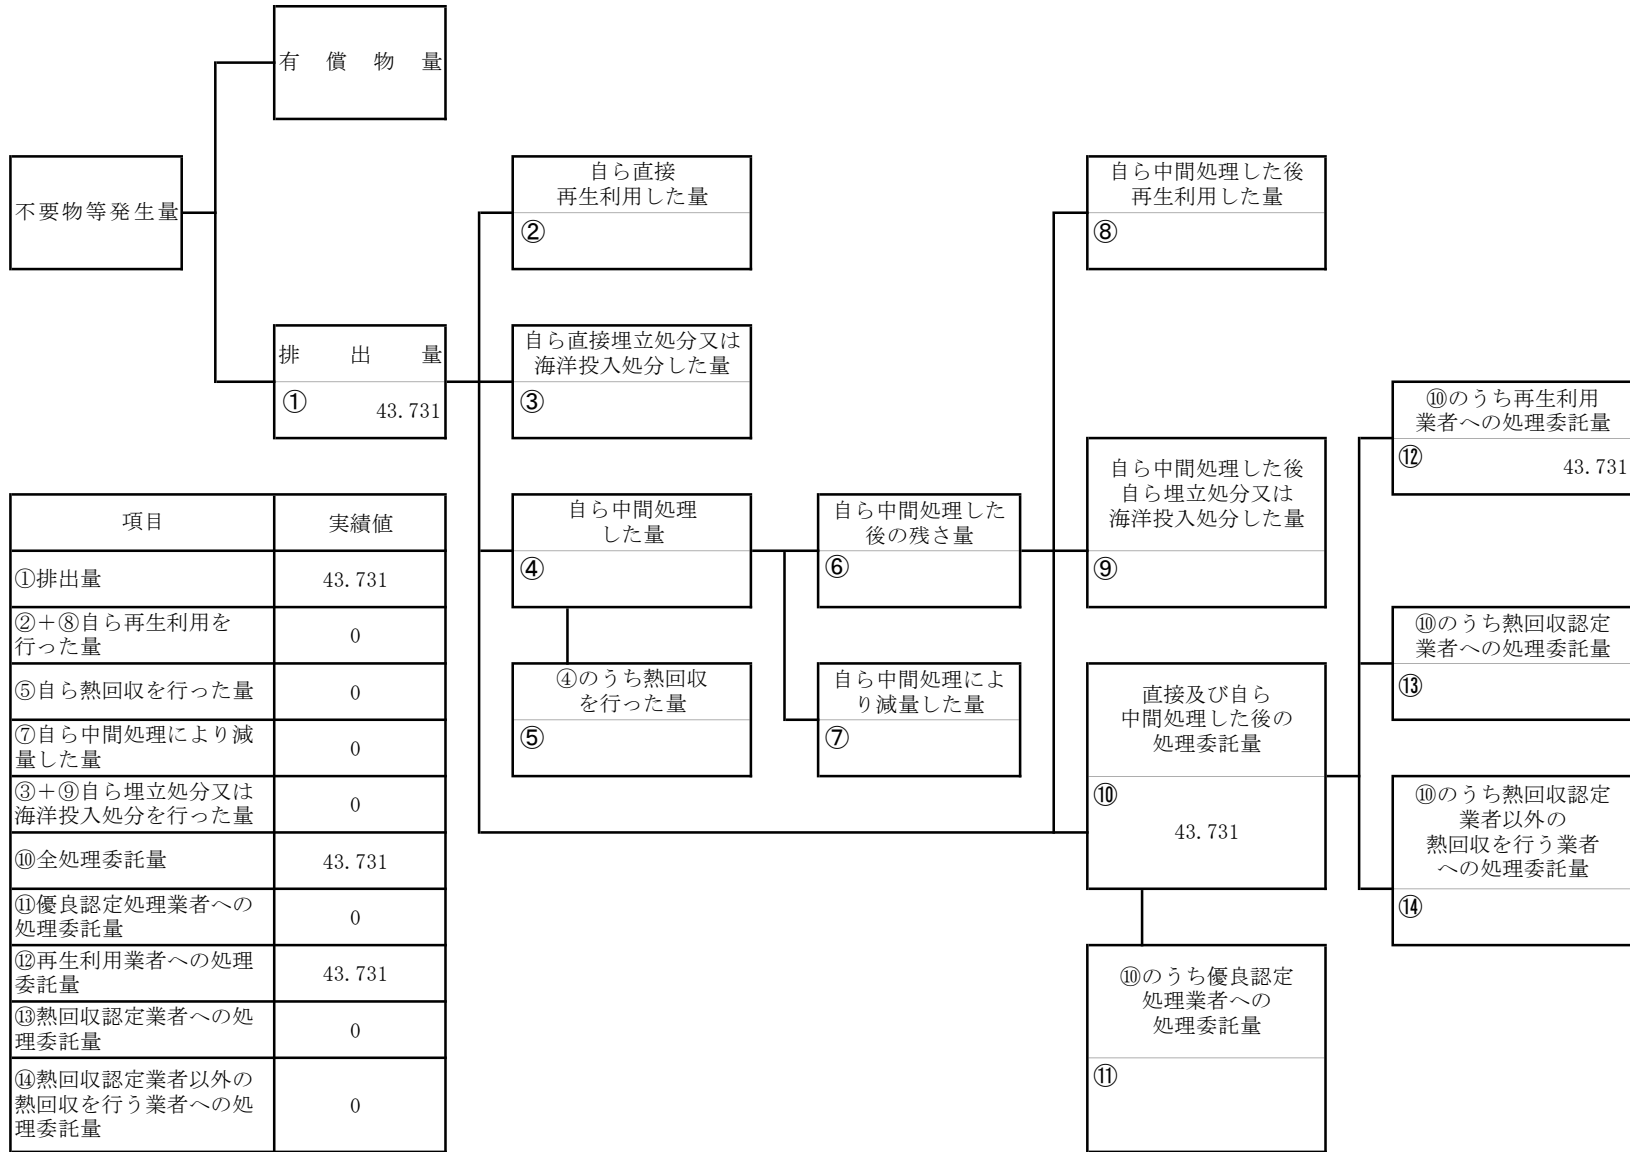 有償物量
不要物等発生量
自ら直接
再生利用した量
②
自ら中間処理した後
再生利用した量
⑧
排出量
①
43.731
自ら直接埋立処分又は
海洋投入処分した量
③
⑩のうち再生利用
業者への処理委託量
⑫
43.731
自ら中間処理
した量
④
自ら中間処理した
後の残さ量
⑥
自ら中間処理した後
自ら埋立処分又は
海洋投入処分した量
⑨
⑩のうち熱回収認定
業者への処理委託量
⑬
④のうち熱回収
を行った量
⑤
自ら中間処理によ
り減量した量
⑦
直接及び自ら
中間処理した後の
処理委託量
⑩
43.731
⑩のうち熱回収認定
業者以外の
熱回収を行う業者
への処理委託量
⑭
⑩のうち優良認定
処理業者への
処理委託量
⑪
項目 実績値
①排出量 43.731
②+⑧自ら再生利用を
行った量 0
⑤自ら熱回収を行った量 0
⑦自ら中間処理により減
量した量 0
③+⑨自ら埋立処分又は
海洋投入処分を行った量 0
⑩全処理委託量 43.731
⑪優良認定処理業者への
処理委託量 0
⑫再生利用業者への処理
委託量 43.731
⑬熱回収認定業者への処
理委託量 0
⑭熱回収認定業者以外の
熱回収を行う業者への処
理委託量 0